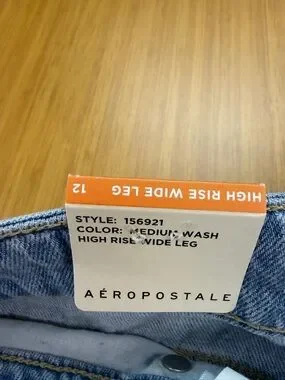 HIGH RISE WIDE LEG 12
STYLE: 156921
COLOR: MEDIUM WASH
HIGH RISE WIDE LEG
AÉROPOSTALE